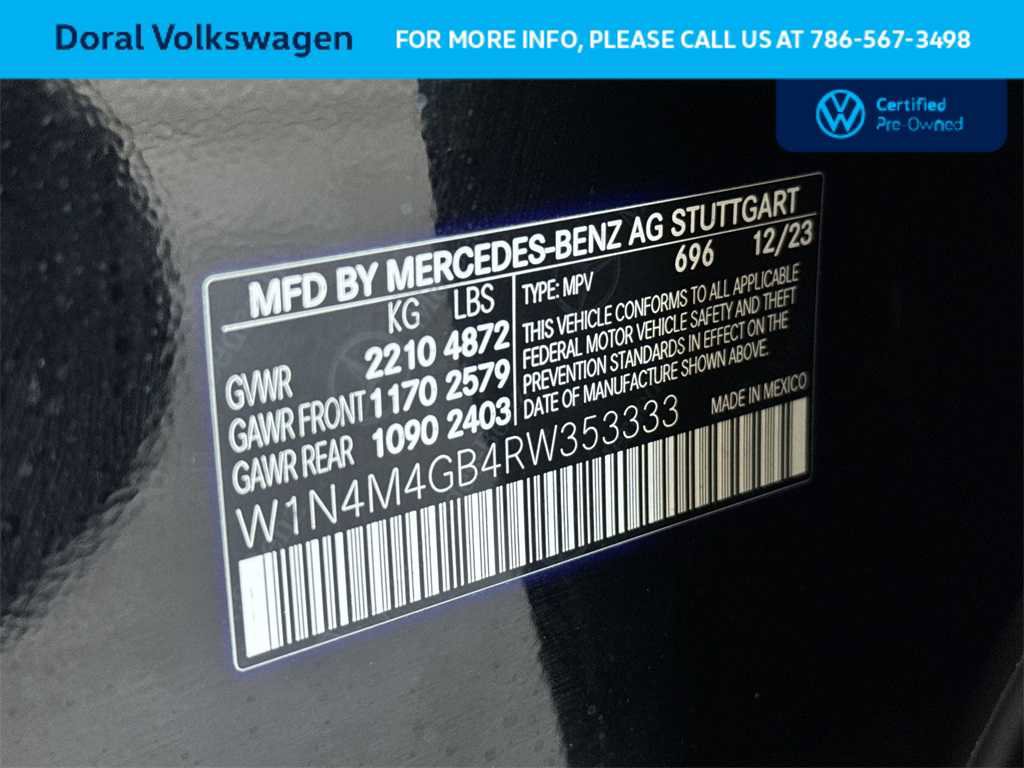 Doral Volkswagen
FOR MORE INFO, PLEASE CALL US AT 786-567-3498
Certified
Pre-Owned
MFD BY MERCEDES-BENZ AG STUTTGART
696 12/23
KG LBS
GVWR 2210 4872
GAWR FRONT 1170 2579
GAWR REAR 1090 2403
TYPE: MPV
THIS VEHICLE CONFORMS TO ALL APPLICABLE
FEDERAL MOTOR VEHICLE SAFETY AND THEFT
PREVENTION STANDARDS IN EFFECT ON THE
DATE OF MANUFACTURE SHOWN ABOVE.
W1N4M4GB4RW353333
MADE IN MEXICO